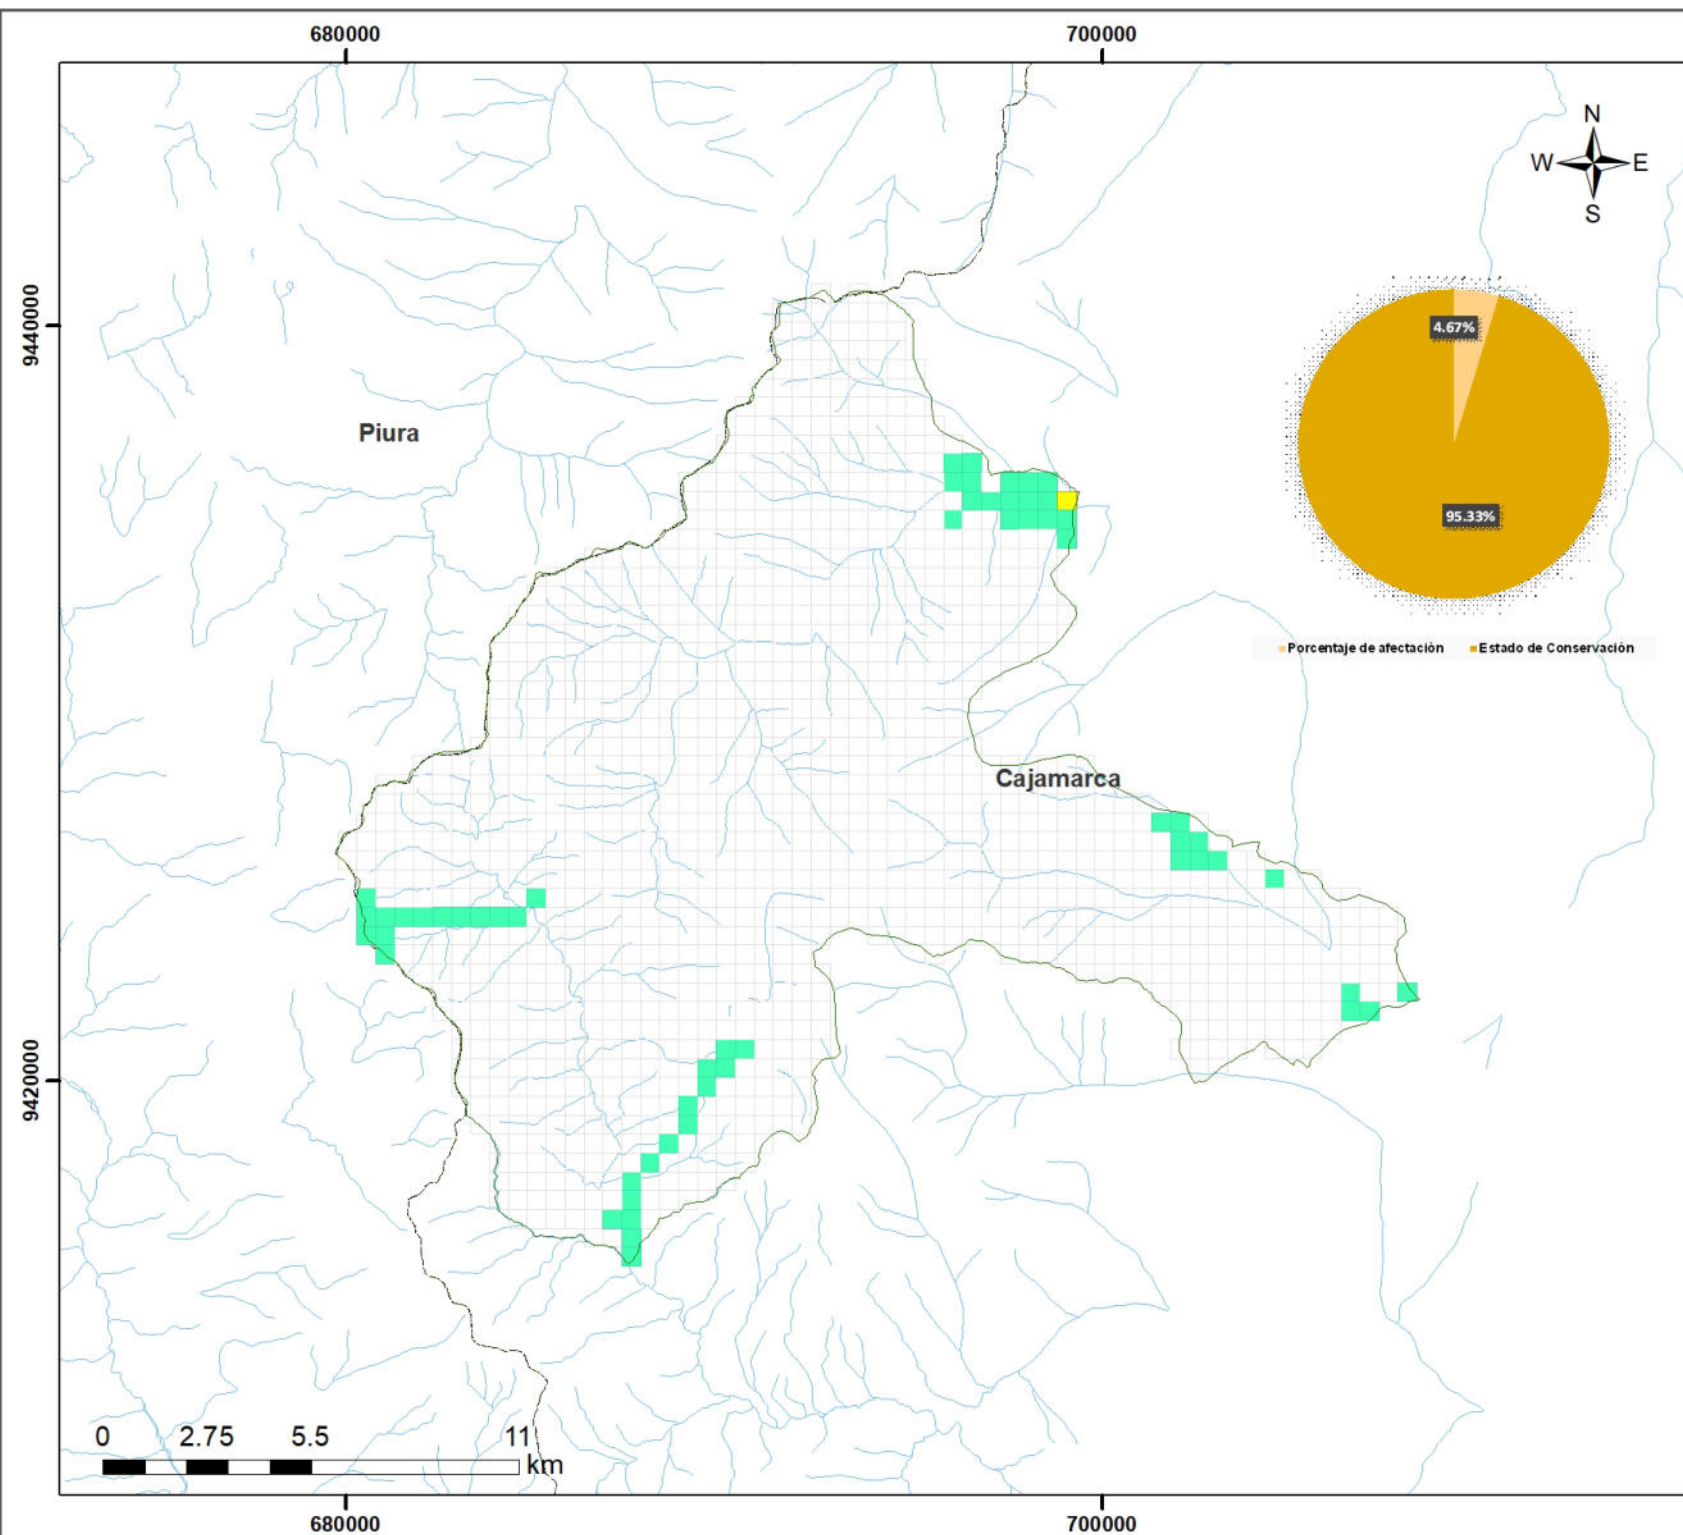 680000
700000
N
W
E
S
9440000
4.67%
Piura
95.33%
Porcentaje de afectación
Estado de Conservación
Cajamarca
9420000
0
2.75
5.5
11
km
680000
700000